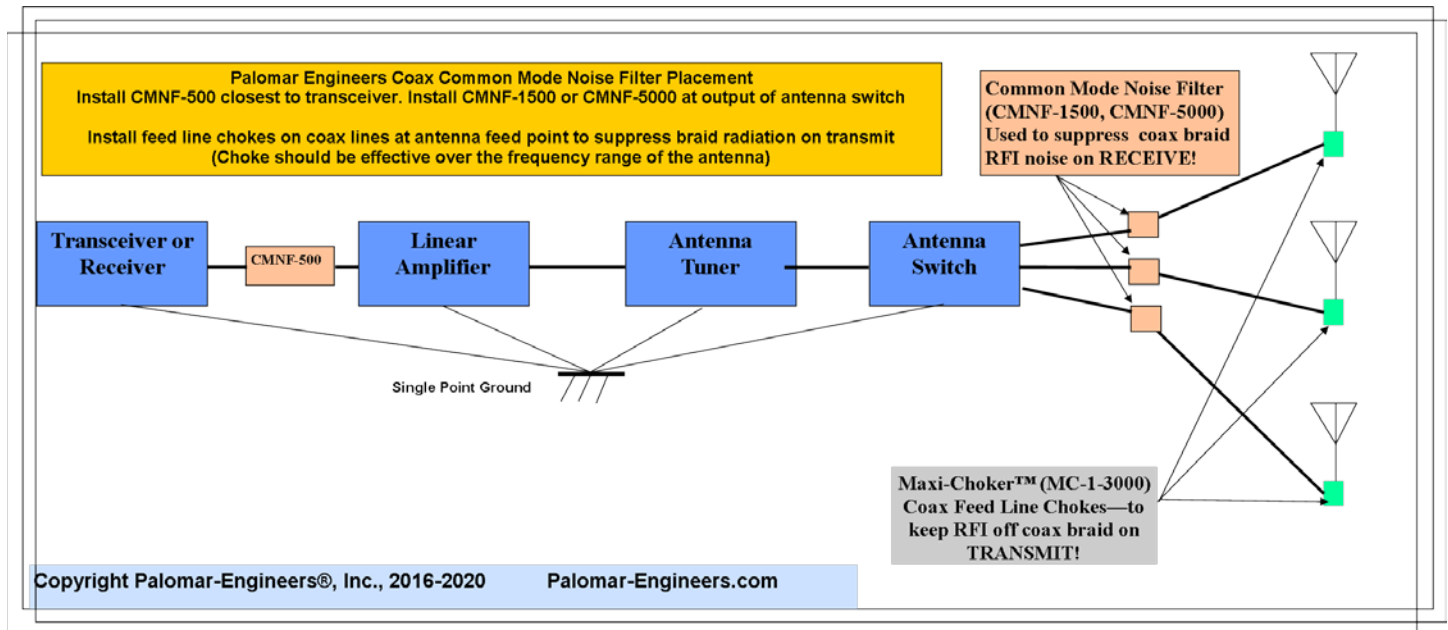 Palomar Engineers Coax Common Mode Noise Filter Placement
Install CMNF-500 closest to transceiver. Install CMNF-1500 or CMNF-5000 at output of antenna switch
Install feed line chokes on coax lines at antenna feed point to suppress braid radiation on transmit
(Choke should be effective over the frequency range of the antenna)
Common Mode Noise Filter
(CMNF-1500, CMNF-5000)
Used to suppress coax braid
RFI noise on RECEIVE!
Transceiver or
Receiver
CMNF-500
Linear
Amplifier
Antenna
Tuner
Antenna
Switch
Single Point Ground
Maxi-Choker™ (MC-1-3000)
Coax Feed Line Chokes—to
keep RFI off coax braid on
TRANSMIT!
Copyright Palomar-Engineers®, Inc., 2016-2020 Palomar-Engineers.com